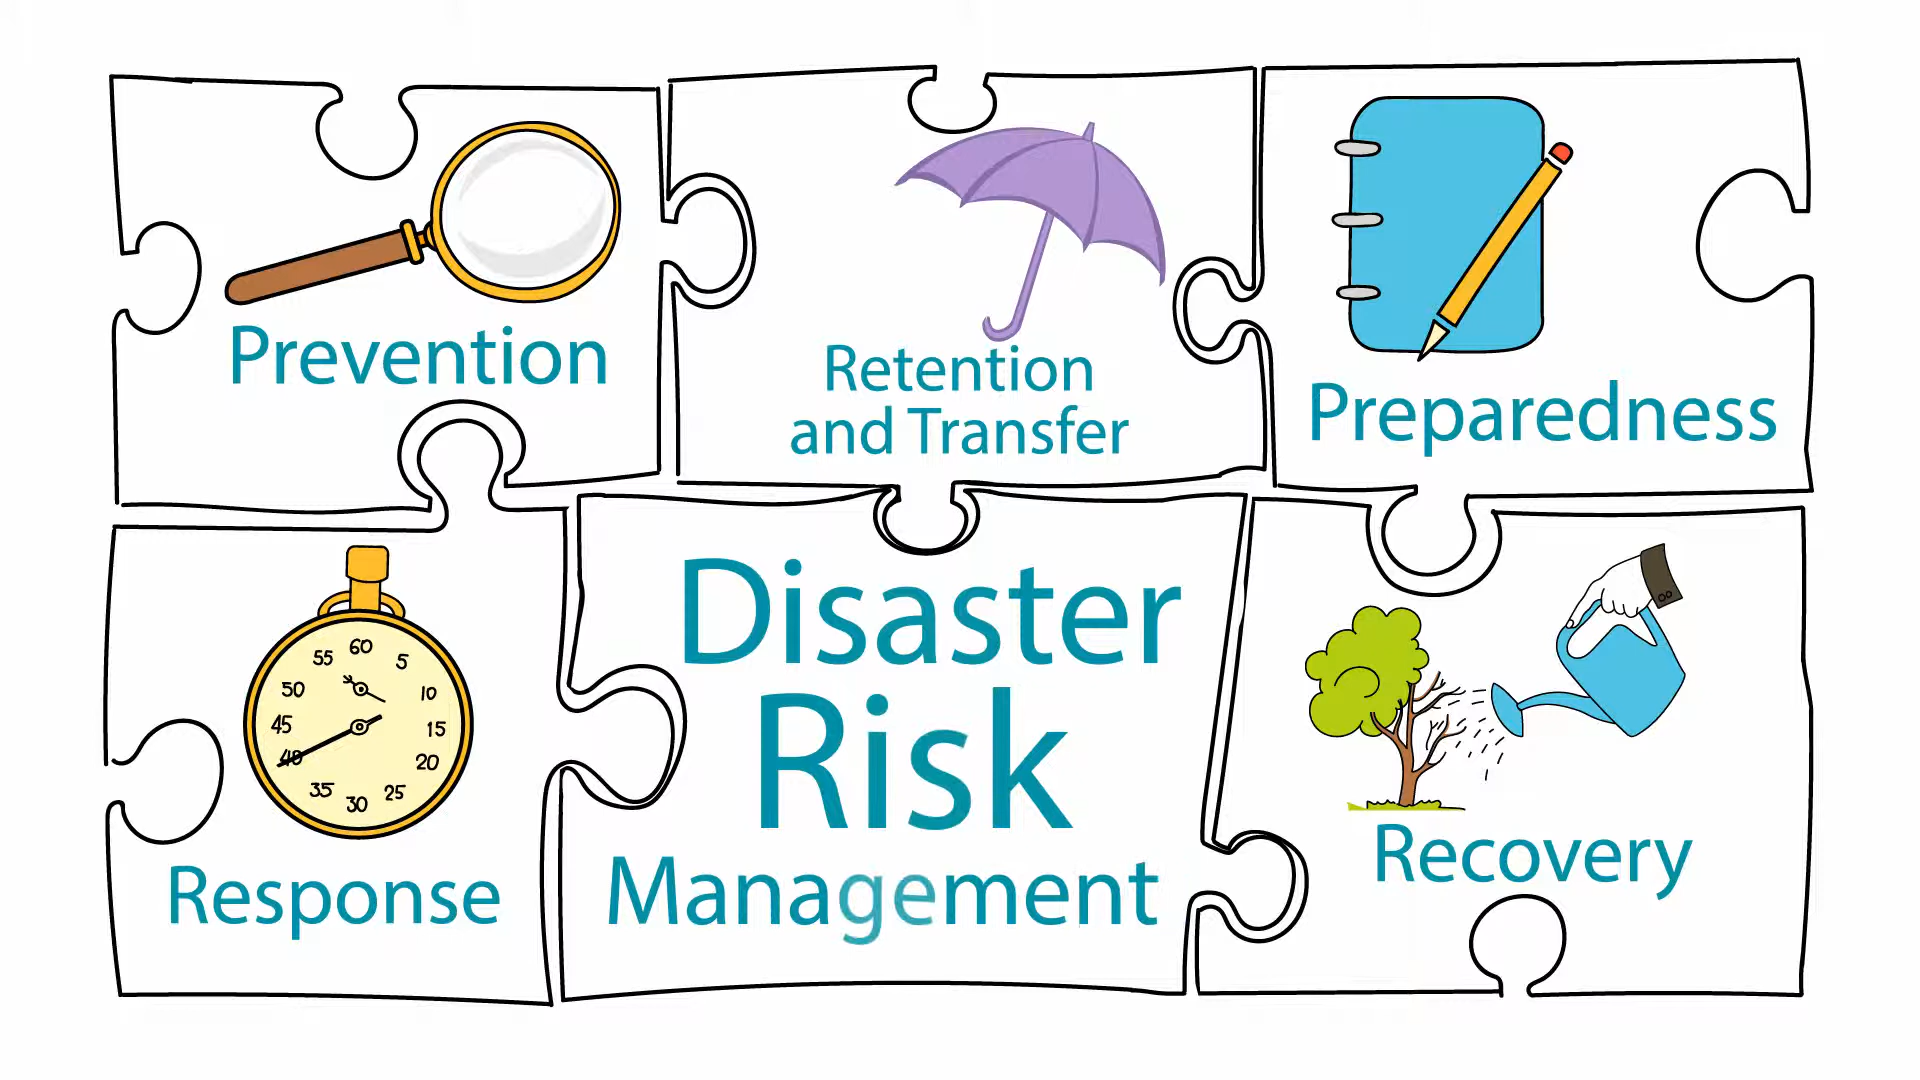 Prevention
Retention
and Transfer
Preparedness
60
55
5
50
10
45
15
40
20
35
25
30
Response
Disaster
Risk
Management
Recovery